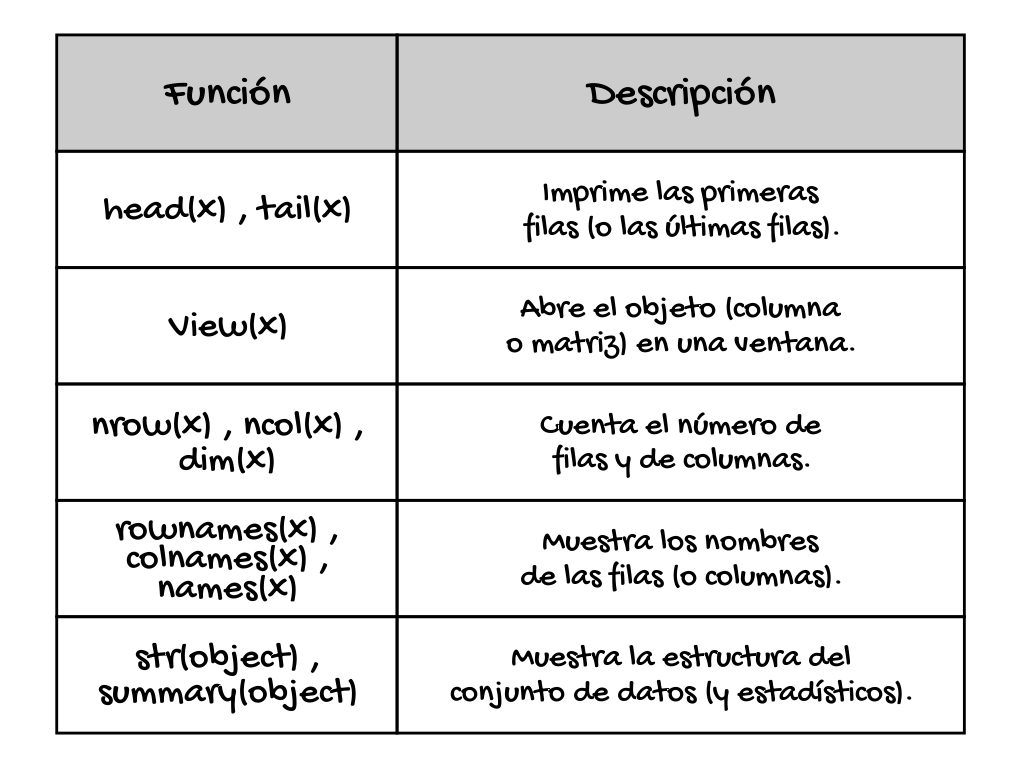 Función
Descripción
head(x) , tail(x)
Imprime las primeras
filas (o las últimas filas).
View(x)
Abre el objeto (columna
o matriz) en una ventana.
nrow(x) , ncol(x) ,
dim(x)
Cuenta el número de
filas y de columnas.
rownames(x) ,
colnames(x) ,
names(x)
Muestra los nombres
de las filas (o columnas).
str(object) ,
summary(object)
Muestra la estructura del
conjunto de datos (y estadísticos).